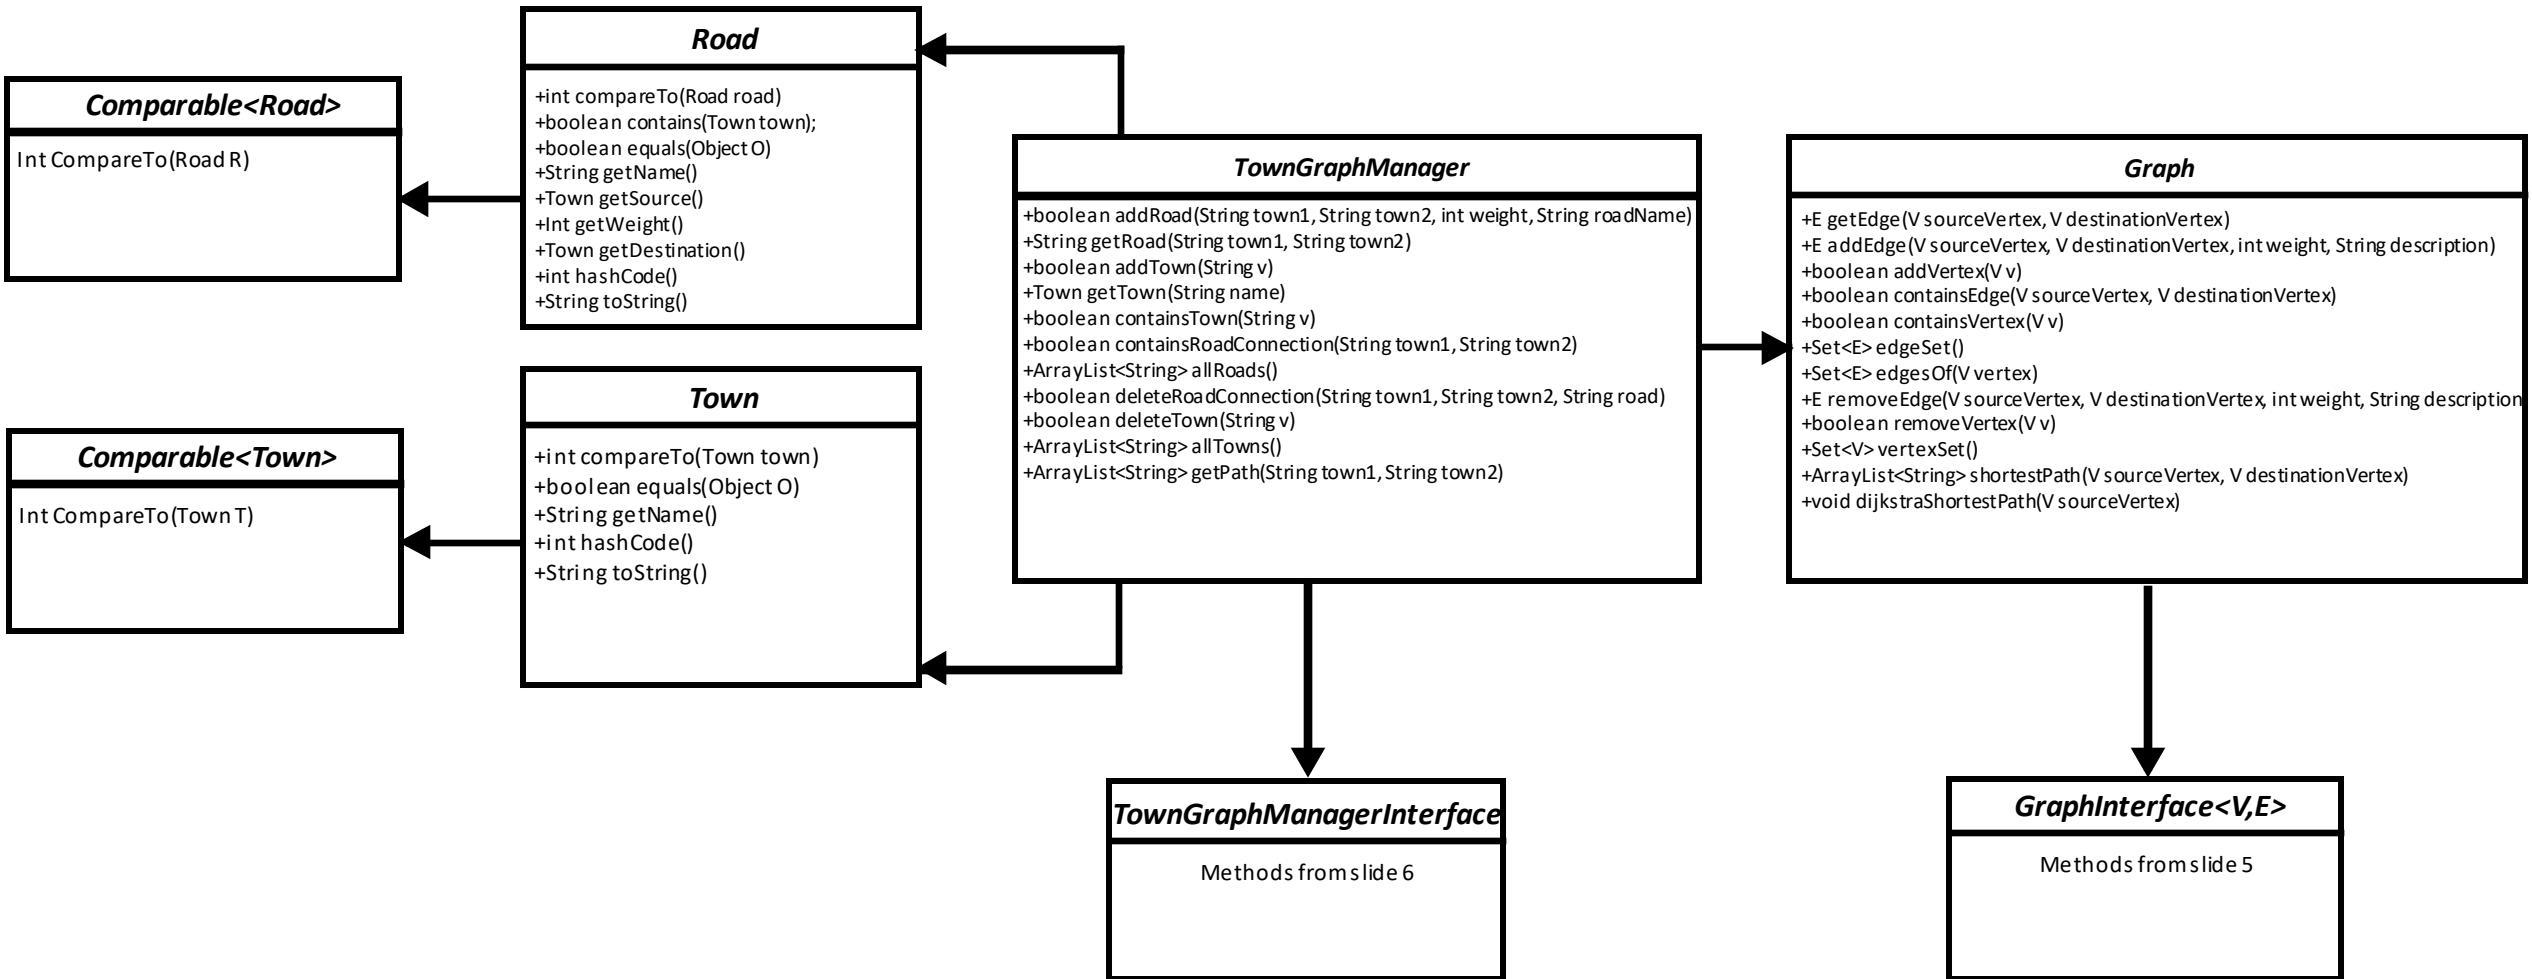 Road
+int compareTo(Road road)
+boolean contains(Town town);
+boolean equals(Object O)
+String getName()
+Town getSource()
+Int getWeight()
+Town getDestination()
+int hashCode()
+String toString()
Comparable<Road>
Int CompareTo(Road R)
Town
+int compareTo(Town town)
+boolean equals(Object O)
+String getName()
+int hashCode()
+String toString()
Comparable<Town>
Int CompareTo(Town T)
TownGraphManager
+boolean addRoad(String town1, String town2, int weight, String roadName)
+String getRoad(String town1, String town2)
+boolean addTown(String v)
+Town getTown(String name)
+boolean containsTown(String v)
+boolean containsRoadConnection(String town1, String town2)
+ArrayList<String> allRoads()
+boolean deleteRoadConnection(String town1, String town2, String road)
+boolean deleteTown(String v)
+ArrayList<String> allTowns()
+ArrayList<String> getPath(String town1, String town2)
Graph
+E getEdge(V sourceVertex, V destinationVertex)
+E addEdge(V sourceVertex, V destinationVertex, int weight, String description)
+boolean addVertex(V v)
+boolean containsEdge(V sourceVertex, V destinationVertex)
+boolean containsVertex(V v)
+Set<E> edgeSet()
+Set<E> edgesOf(V vertex)
+E removeEdge(V sourceVertex, V destinationVertex, int weight, String description
+boolean removeVertex(V v)
+Set<V> vertexSet()
+ArrayList<String> shortestPath(V sourceVertex, V destinationVertex)
+void dijkstraShortestPath(V sourceVertex)
TownGraphManagerInterface
Methods from slide 6
GraphInterface<V,E>
Methods from slide 5